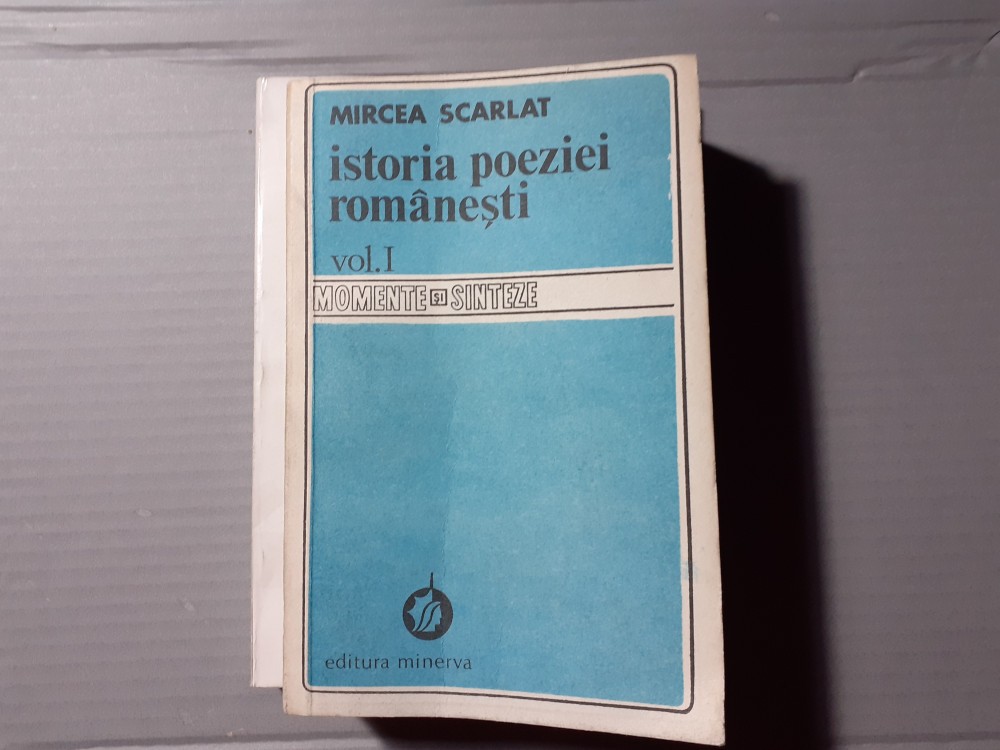 MIRCEA SCARLAT
istoria poeziei
românești
vol.I
MOMENTE ȘI SINTEZE
editura minerva